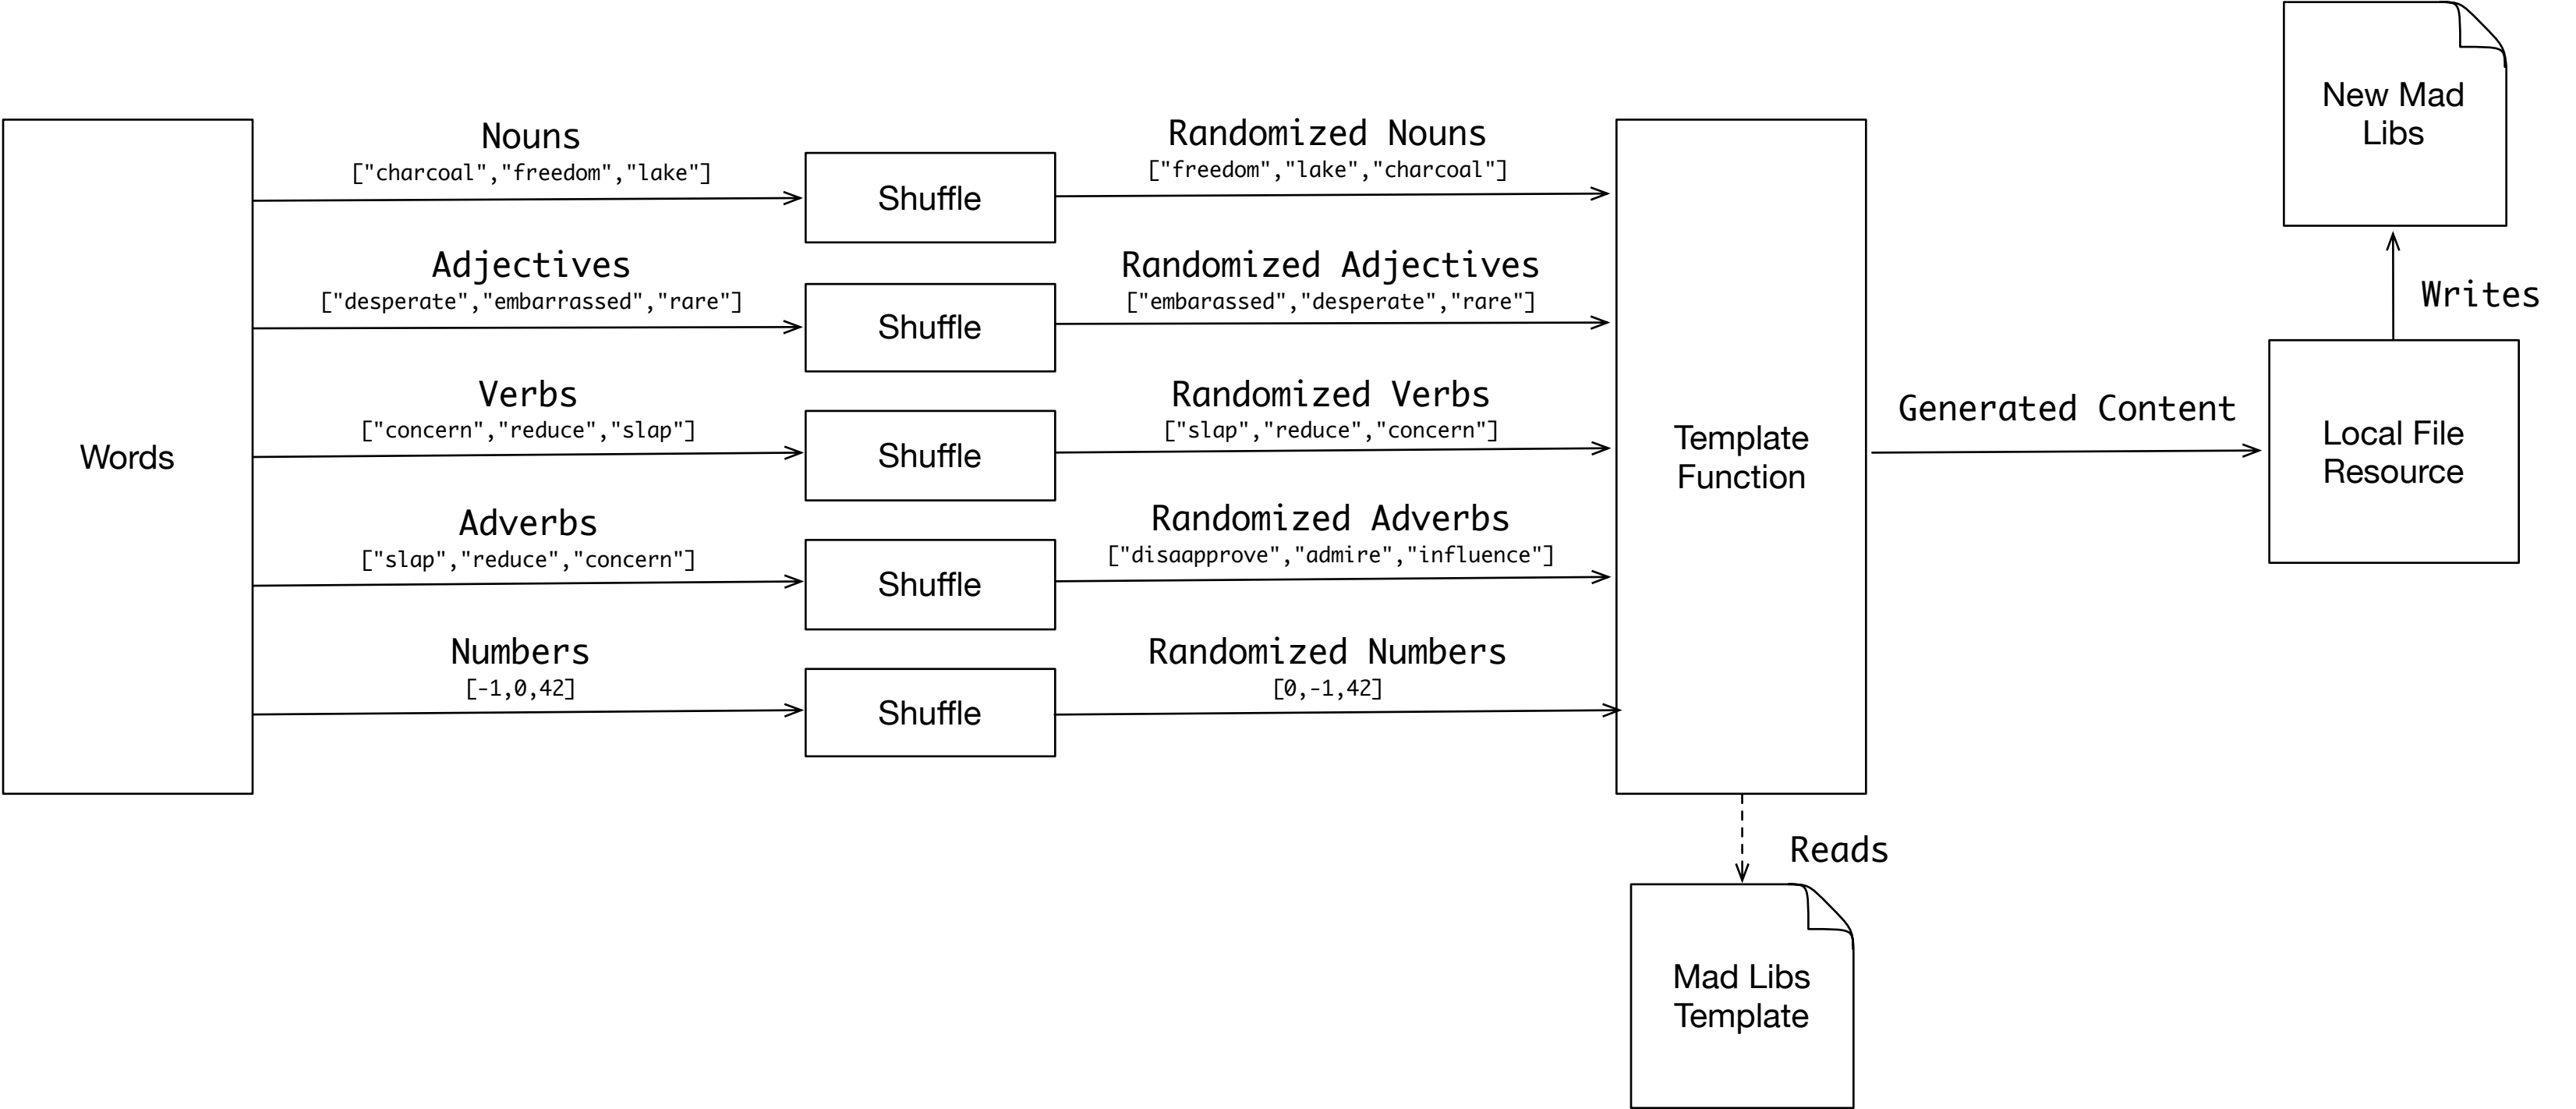 New Mad
Libs
Nouns
["charcoal","freedom","lake"]
Randomized Nouns
["freedom","lake","charcoal"]
Shuffle
Adjectives
["desperate","embarrassed","rare"]
Randomized Adjectives
["embarassed","desperate","rare"]
Shuffle
Writes
Verbs
["concern","reduce","slap"]
Randomized Verbs
["slap","reduce","concern"]
Generated Content
Words
Shuffle
Template
Function
Local File
Resource
Adverbs
["slap","reduce","concern"]
Randomized Adverbs
["disaapprove","admire","influence"]
Shuffle
Numbers
[-1,0,42]
Randomized Numbers
[0,-1,42]
Shuffle
Reads
Mad Libs
Template